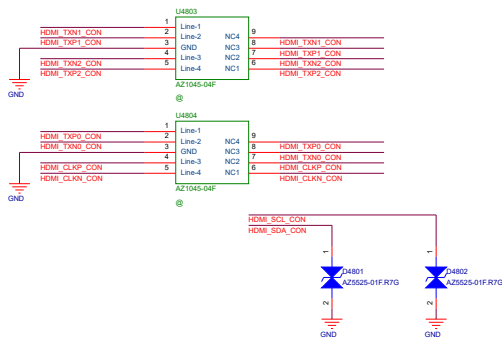 U4803
1 Line-1
HDMI_TXN1_CON 2 Line-2 NC4 9 HDMI_TXN1_CON
HDMI_TXP1_CON 3 GND NC3 8 HDMI_TXP1_CON
HDMI_TXN2_CON 4 Line-3 NC2 7 HDMI_TXN2_CON
HDMI_TXP2_CON 5 Line-4 NC1 6 HDMI_TXP2_CON
AZ1045-04F
GND
@
U4804
1 Line-1
HDMI_TXP0_CON 2 Line-2 NC4 9 HDMI_TXP0_CON
HDMI_TXN0_CON 3 GND NC3 8 HDMI_TXN0_CON
HDMI_CLKP_CON 4 Line-3 NC2 7 HDMI_CLKP_CON
HDMI_CLKN_CON 5 Line-4 NC1 6 HDMI_CLKN_CON
AZ1045-04F
GND
@
HDMI_SCL_CON
HDMI_SDA_CON
1 1
D4801 D4802
AZ5525-01F.R7G AZ5525-01F.R7G
2 2
GND GND